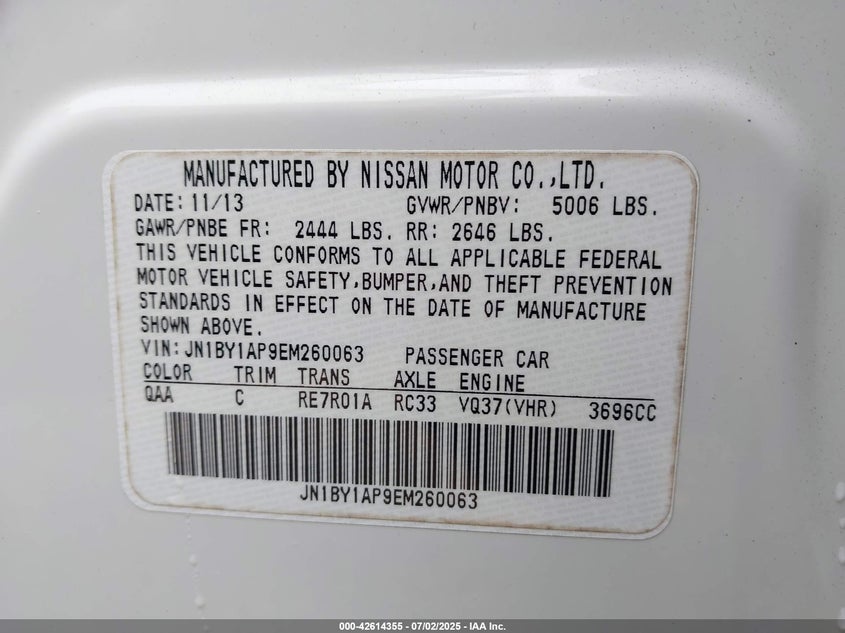 MANUFACTURED BY NISSAN MOTOR CO.,LTD.
DATE: 11/13 GVWR/PNBV: 5006 LBS.
GAWR/PNBE FR: 2444 LBS. RR: 2646 LBS.
THIS VEHICLE CONFORMS TO ALL APPLICABLE FEDERAL
MOTOR VEHICLE SAFETY,BUMPER,AND THEFT PREVENTION
STANDARDS IN EFFECT ON THE DATE OF MANUFACTURE
SHOWN ABOVE.
VIN: JN1BY1AP9EM260063 PASSENGER CAR
COLOR TRIM TRANS AXLE ENGINE
QAA C RE7R01A RC33 VQ37(VHR) 3696CC
JN1BY1AP9EM260063
000-42614355 - 07/02/2025 - IAA Inc.